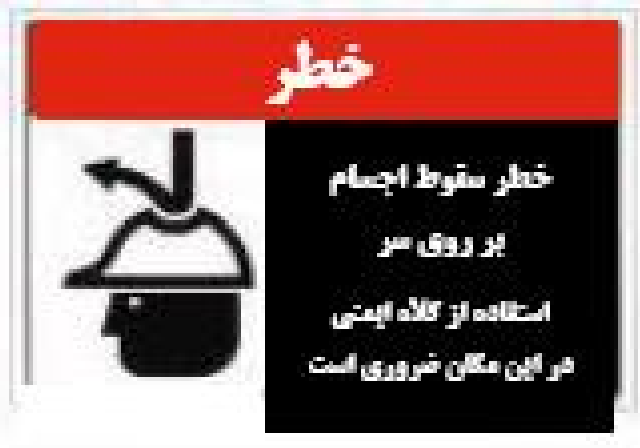 خطر
خطر سقوط اجسام
بر روی سر
استفاده از کلاه ایمنی
در این مکان ضروری است